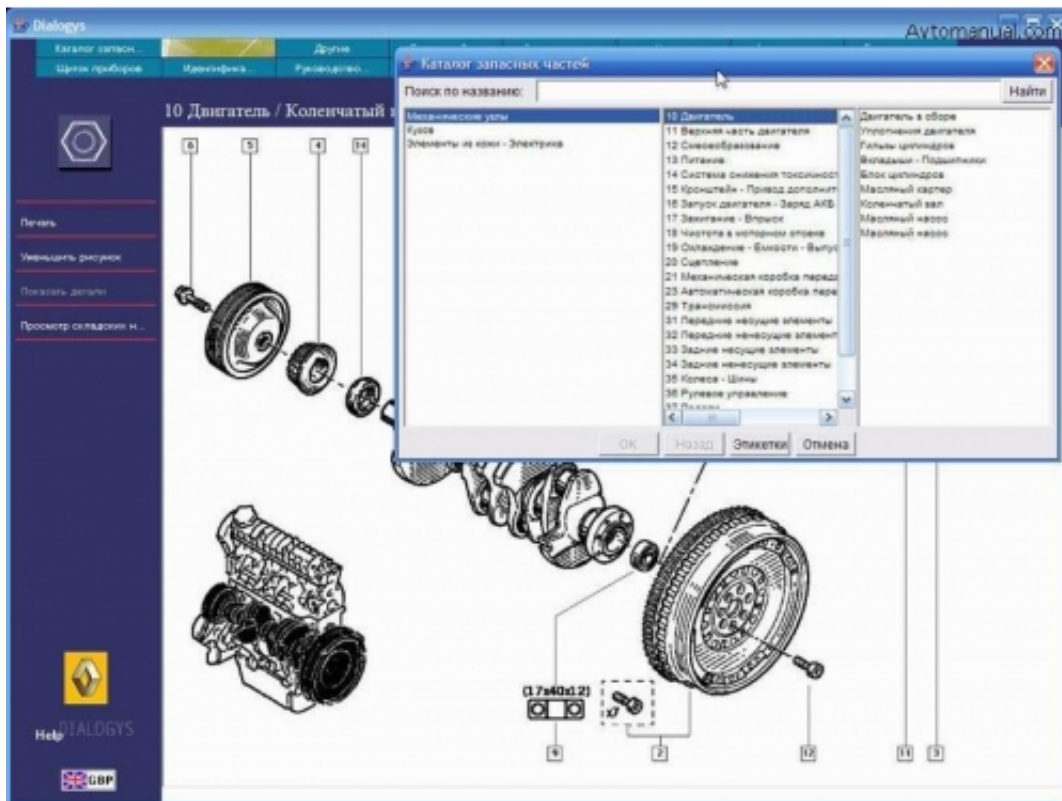 Dialogys
Avtomanual.com
Каталог запасн...
Другие
Щиток приборов
Идентифика...
Руководство...
Каталог запасных частей
Поиск по названию:
Найти
10 Двигатель / Коленчатый
Механические узлы
Кузов
Элементы из кожи - Электрика
10 Двигатель
11 Верхняя часть двигателя
12 Смесеобразование
13 Питание
14 Система снижения токсичност
15 Кронштейн - Привод дополнит
16 Запуск двигателя - Заряд АКБ
17 Зажигание - Впрыск
18 Чистота в моторном отсеке
19 Охлаждение - Емкости - Выпус
20 Сцепление
21 Механическая коробка переда
23 Автоматическая коробка пере
29 Трансмиссия
31 Передние несущие элементы
32 Передние ненесущие элемент
33 Задние несущие элементы
34 Задние ненесущие элементы
35 Колеса - Шины
36 Рулевое управление
37 Педали
Двигатель в сборе
Уплотнения двигателя
Гильзы цилиндров
Вкладыши - Подшипники
Блок цилиндров
Масляный картер
Коленчатый вал
Масляный насос
Масляный насос
OK
Назад
Этикетки
Отмена
Печать
Уменьшить рисунок
Показать детали
Просмотр складских н...
6
5
4
14
(17x40x12)
x7
9
2
12
11
3
Help
DIALOGYS
GBP